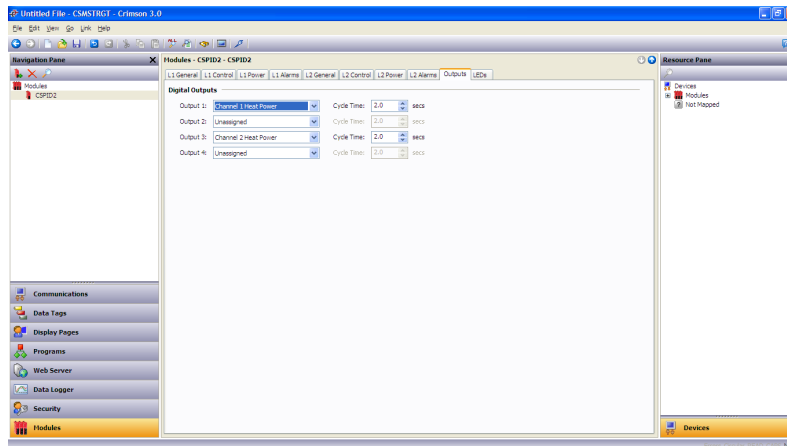 Untitled File - CSMSTRGT - Crimson 3.0
File Edit View Go Link Help
Navigation Pane X
Modules
CSPID2
Communications
Data Tags
Display Pages
Programs
Web Server
Data Logger
Security
Modules
Modules - CSPID2 - CSPID2
L1 General L1 Control L1 Power L1 Alarms L2 General L2 Control L2 Power L2 Alarms Outputs LEDs
Digital Outputs
Output 1: Channel 1 Heat Power Cycle Time: 2.0 secs
Output 2: Unassigned Cycle Time: 2.0 secs
Output 3: Channel 2 Heat Power Cycle Time: 2.0 secs
Output 4: Unassigned Cycle Time: 2.0 secs
Resource Pane
Devices
Modules
Not Mapped
Devices